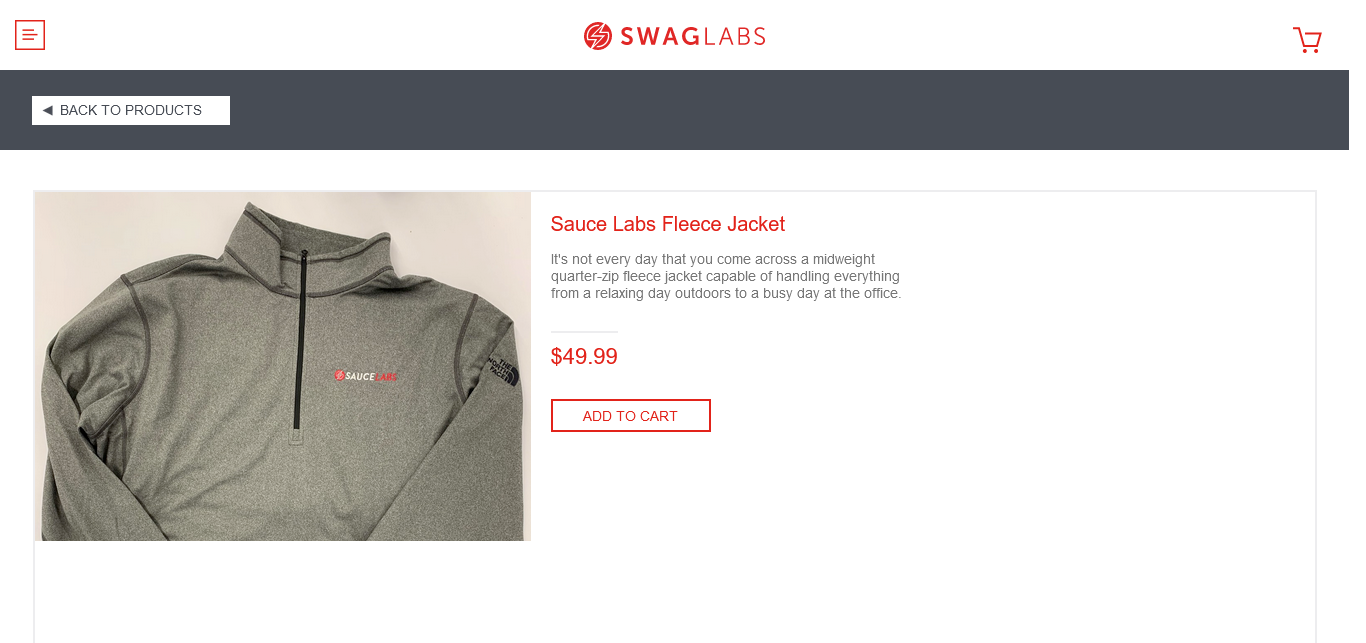 SWAGLABS
BACK TO PRODUCTS
Sauce Labs Fleece Jacket
It's not every day that you come across a midweight
quarter-zip fleece jacket capable of handling everything
from a relaxing day outdoors to a busy day at the office.
$49.99
ADD TO CART
SAUCELABS
THE
NORTH
FACE